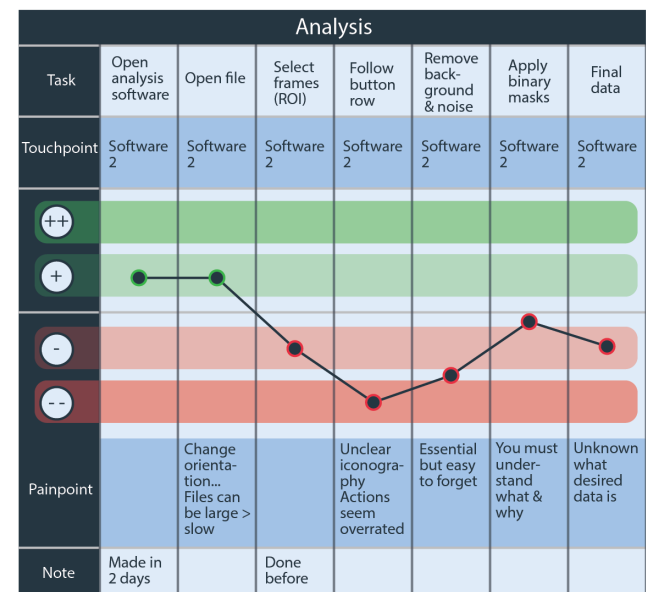 Analysis
Task
Open
analysis
software
Open file
Select
frames
(ROI)
Follow
button
row
Remove
back-
ground
& noise
Apply
binary
masks
Final
data
Touchpoint
Software
2
Software
2
Software
2
Software
2
Software
2
Software
2
Software
2
++
+
-
--
Painpoint
Change
orienta-
tion...
Files can
be large >
slow
Unclear
iconogra-
phy
Actions
seem
overrated
Essential
but easy
to forget
You must
under-
stand
what &
why
Unknown
what
desired
data is
Note
Made in
2 days
Done
before